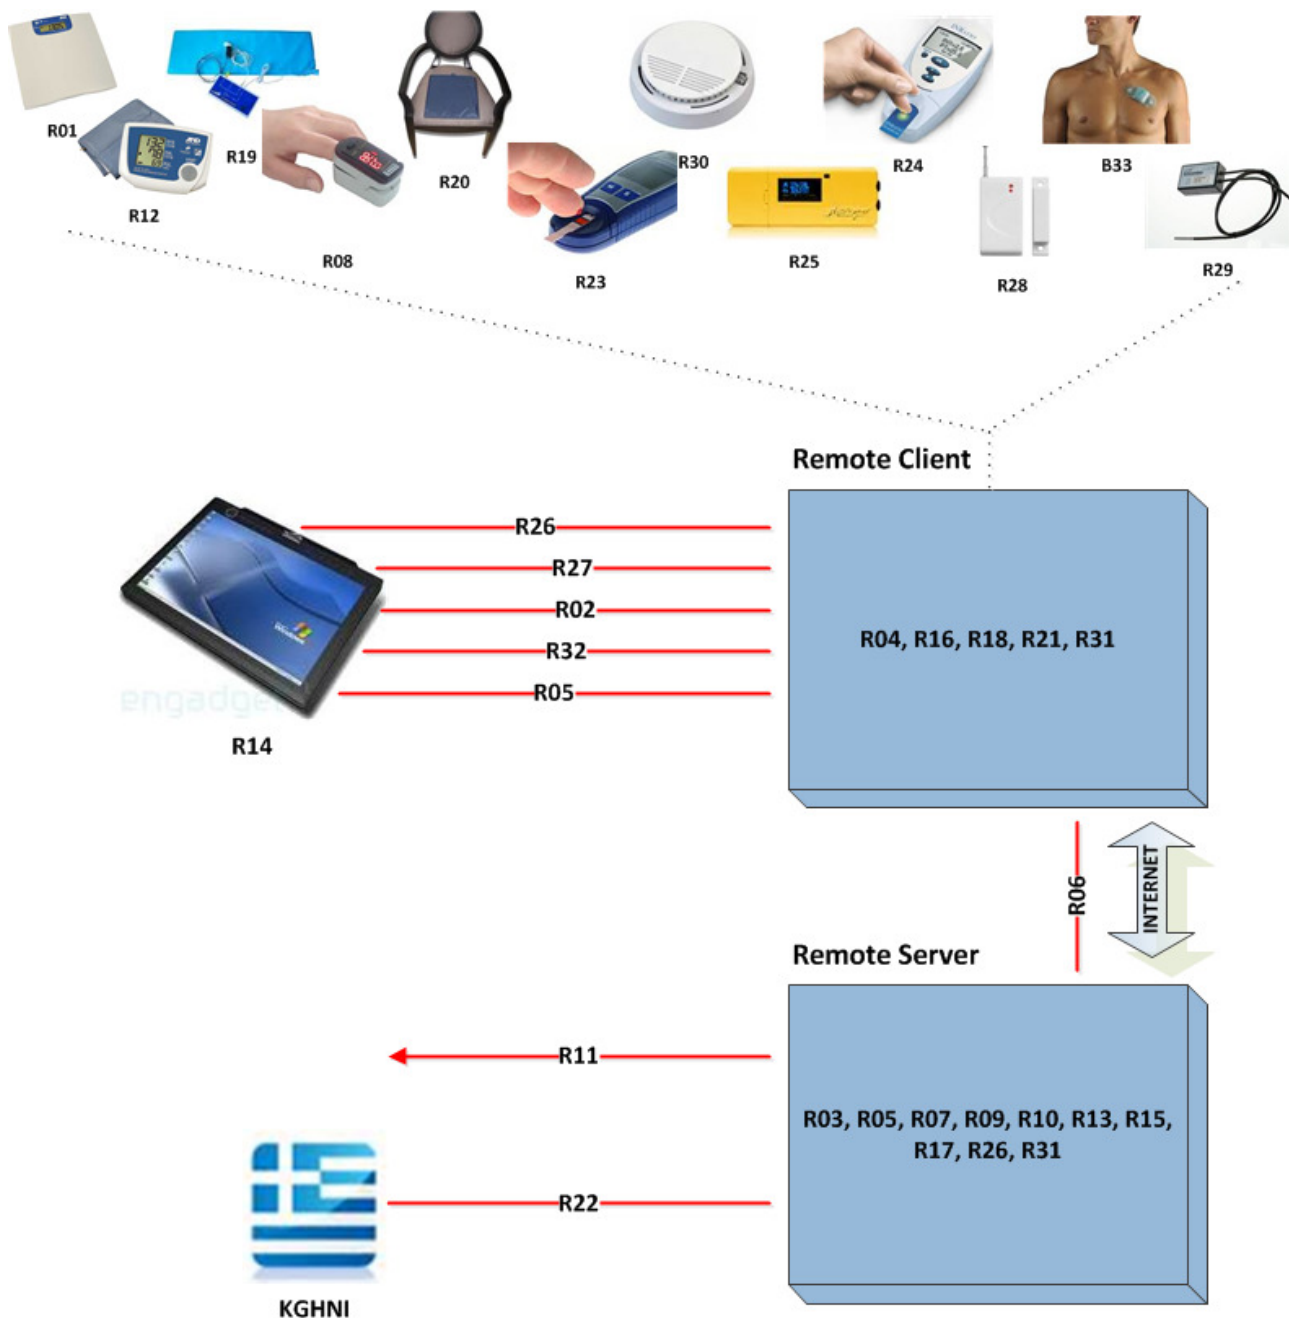 R01
R12
R19
R08
R20
R23
R30
R25
R24
R28
B33
R29
Remote Client
R26
R27
R02
R32
R05
R04, R16, R18, R21, R31
Windows
engadge
R14
R06
INTERNET
Remote Server
R11
R03, R05, R07, R09, R10, R13, R15,
R17, R26, R31
R22
KGHNI